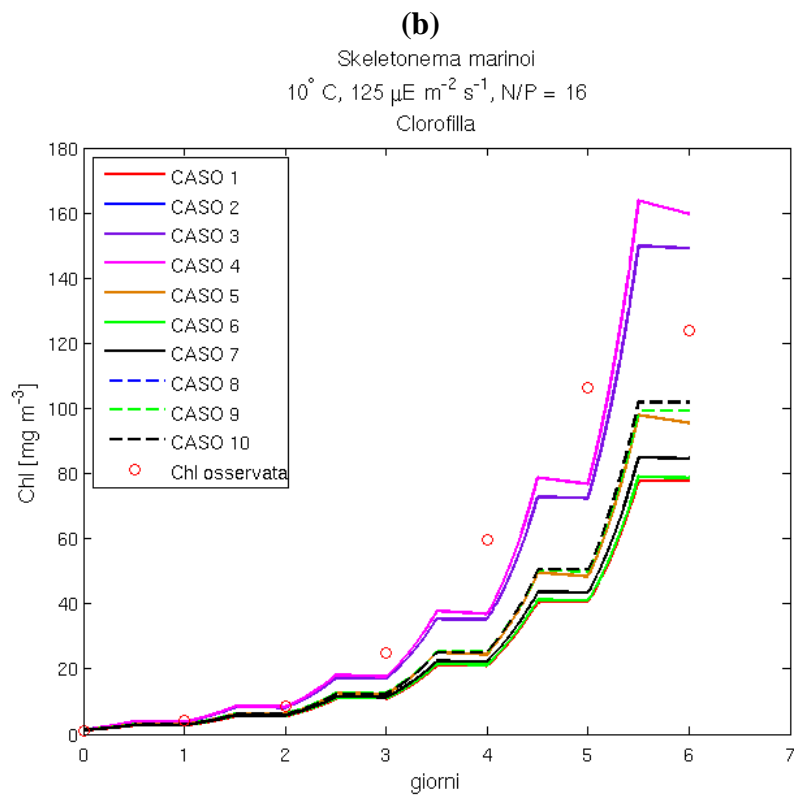 (b)
Skeletonema marinoi
10° C, 125 µE m⁻² s⁻¹, N/P = 16
Clorofilla
180
160
140
120
100
80
60
40
20
0
Chl [mg m⁻³]
CASO 1
CASO 2
CASO 3
CASO 4
CASO 5
CASO 6
CASO 7
CASO 8
CASO 9
CASO 10
Chl osservata
0 1 2 3 4 5 6 7
giorni